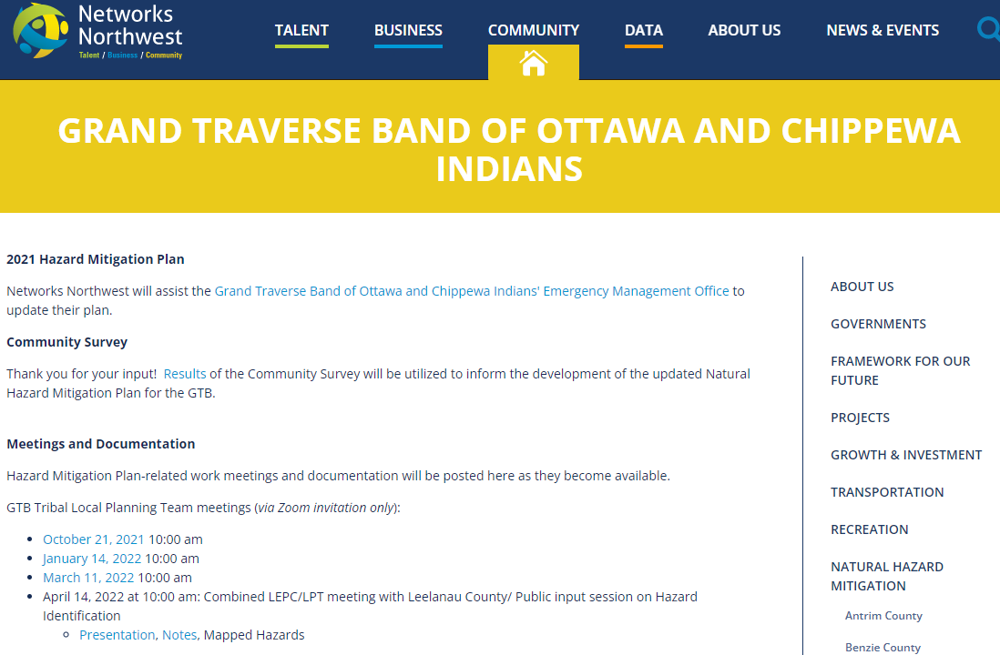 Networks
Northwest
Talent / Business / Community
TALENT
BUSINESS
COMMUNITY
DATA
ABOUT US
NEWS & EVENTS
GRAND TRAVERSE BAND OF OTTAWA AND CHIPPEWA
INDIANS
2021 Hazard Mitigation Plan
Networks Northwest will assist the Grand Traverse Band of Ottawa and Chippewa Indians' Emergency Management Office to
update their plan.
Community Survey
Thank you for your input!  Results of the Community Survey will be utilized to inform the development of the updated Natural
Hazard Mitigation Plan for the GTB.
Meetings and Documentation
Hazard Mitigation Plan-related work meetings and documentation will be posted here as they become available.
GTB Tribal Local Planning Team meetings (via Zoom invitation only):
October 21, 2021 10:00 am
January 14, 2022 10:00 am
March 11, 2022 10:00 am
April 14, 2022 at 10:00 am: Combined LEPC/LPT meeting with Leelanau County/ Public input session on Hazard
Identification
Presentation, Notes, Mapped Hazards
ABOUT US
GOVERNMENTS
FRAMEWORK FOR OUR
FUTURE
PROJECTS
GROWTH & INVESTMENT
TRANSPORTATION
RECREATION
NATURAL HAZARD
MITIGATION
Antrim County
Benzie County